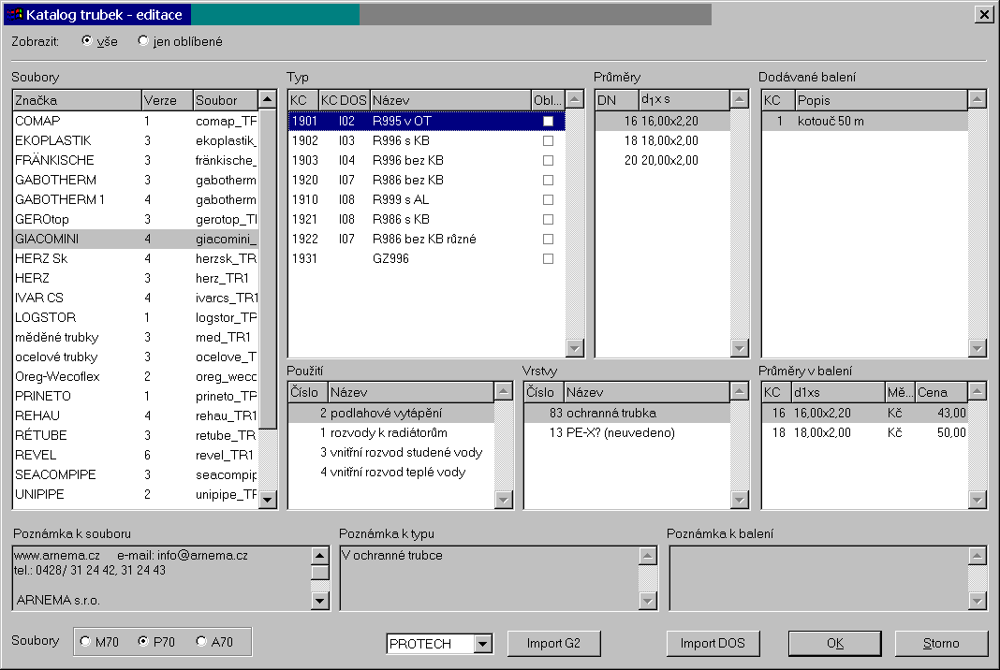 Katalog trubek - editace
Zobrazit: vše jen oblíbené
Soubory
Značka Verze Soubor
COMAP 1 comap_TF
EKOPLASTIK 3 ekoplastik_
FRÄNKISCHE 3 fränkische_
GABOTHERM 3 gabotherm
GABOTHERM 1 4 gabotherm
GEROtop 3 gerotop_TI
GIACOMINI 4 giacomini_
HERZ Sk 4 herzsk_TR
HERZ 3 herz_TR1
IVAR CS 4 ivarcs_TR1
LOGSTOR 1 logstor_TP
měděné trubky 3 med_TR1
ocelové trubky 3 ocelove_T
Oreg-Wecoflex 2 oreg_wecc
PRINETO 1 prineto_TP
REHAU 4 rehau_TR1
RÉTUBE 3 retube_TR
REVEL 6 revel_TR1
SEACOMPIPE 3 seacompip
UNIPIPE 2 unipipe_TF
Typ
KC KC DOS Název Obl...
1901 I02 R995 v OT
1902 I03 R996 s KB
1903 I04 R996 bez KB
1920 I07 R986 bez KB
1910 I08 R999 s AL
1921 I08 R986 s KB
1922 I07 R986 bez KB různé
1931 GZ996
Průměry
DN d1x s
16 16,00x2,20
18 18,00x2,00
20 20,00x2,00
Dodávané balení
KC Popis
1 kotouč 50 m
Použití
Číslo Název
2 podlahové vytápění
1 rozvody k radiátorům
3 vnitřní rozvod studené vody
4 vnitřní rozvod teplé vody
Vrstvy
Číslo Název
83 ochranná trubka
13 PE-X? (neuvedeno)
Průměry v balení
KC d1xs Mě... Cena
16 16,00x2,20 Kč 43,00
18 18,00x2,00 Kč 50,00
Poznámka k souboru
www.arnema.cz e-mail: info@arnema.cz
tel.: 0428/ 31 24 42, 31 24 43
ARNEMA s.r.o.
Poznámka k typu
V ochranné trubce
Poznámka k balení
Soubory M70 P70 A70
PROTECH
Import G2
Import DOS
OK
Storno